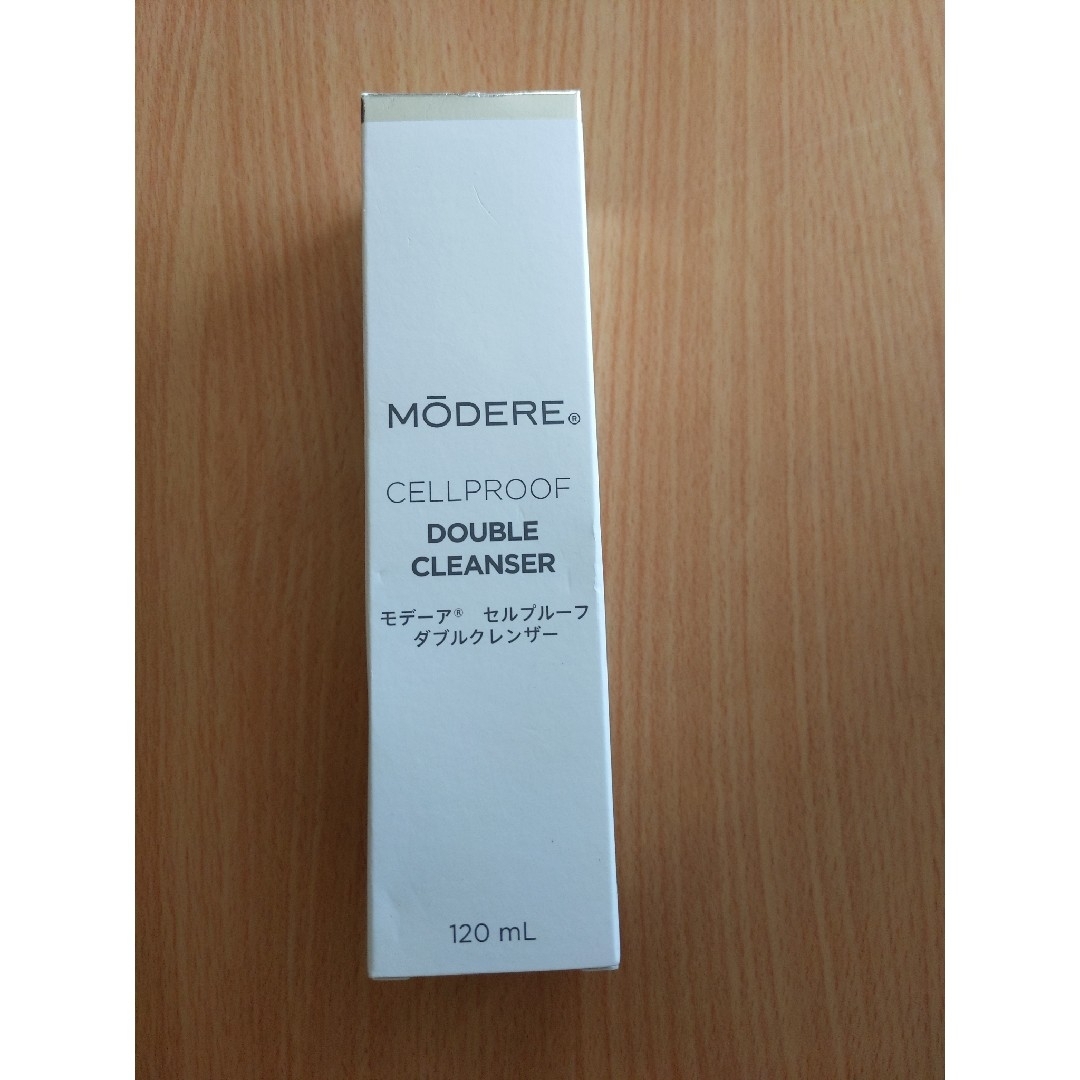 MŌDERE®
CELLPROOF
DOUBLE
CLEANSER
モデーア® セルプルーフ
ダブルクレンザー
120 mL